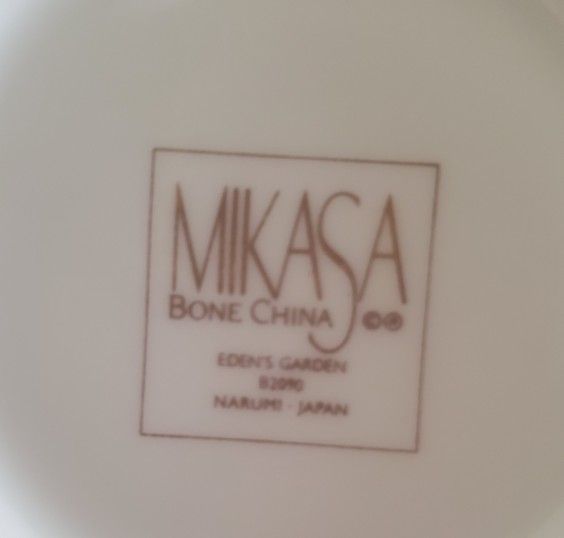 MIKASA
BONE CHINA ©®
EDEN'S GARDEN
B2090
NARUMI · JAPAN